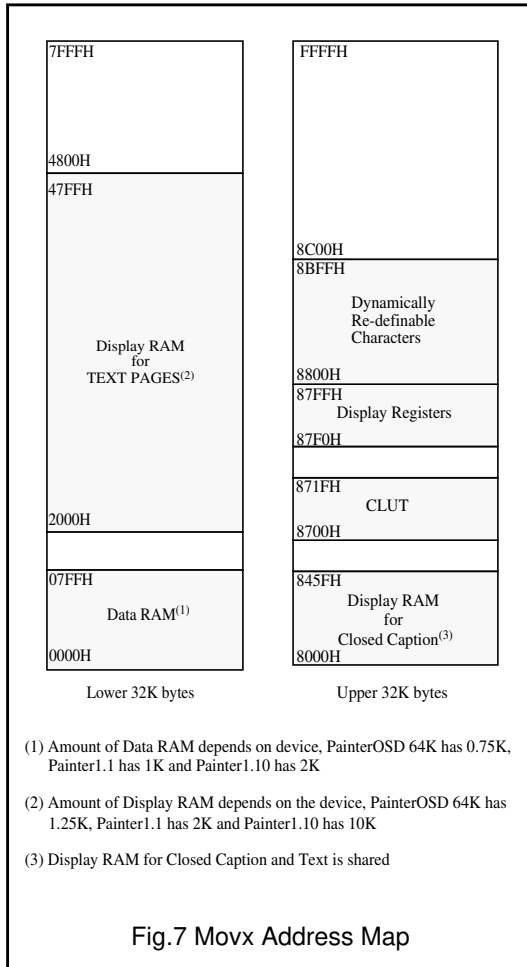 7FFFH
4800H
47FFH
Display RAM
for
TEXT PAGES(2)
2000H
07FFH
Data RAM(1)
0000H
Lower 32K bytes
FFFFH
8C00H
8BFFH
Dynamically
Re-definable
Characters
8800H
87FFH
Display Registers
87F0H
871FH
CLUT
8700H
845FH
Display RAM
for
Closed Caption(3)
8000H
Upper 32K bytes
(1) Amount of Data RAM depends on device, PainterOSD 64K has 0.75K,
Painter1.1 has 1K and Painter1.10 has 2K
(2) Amount of Display RAM depends on the device, PainterOSD 64K has
1.25K, Painter1.1 has 2K and Painter1.10 has 10K
(3) Display RAM for Closed Caption and Text is shared
Fig.7 Movx Address Map